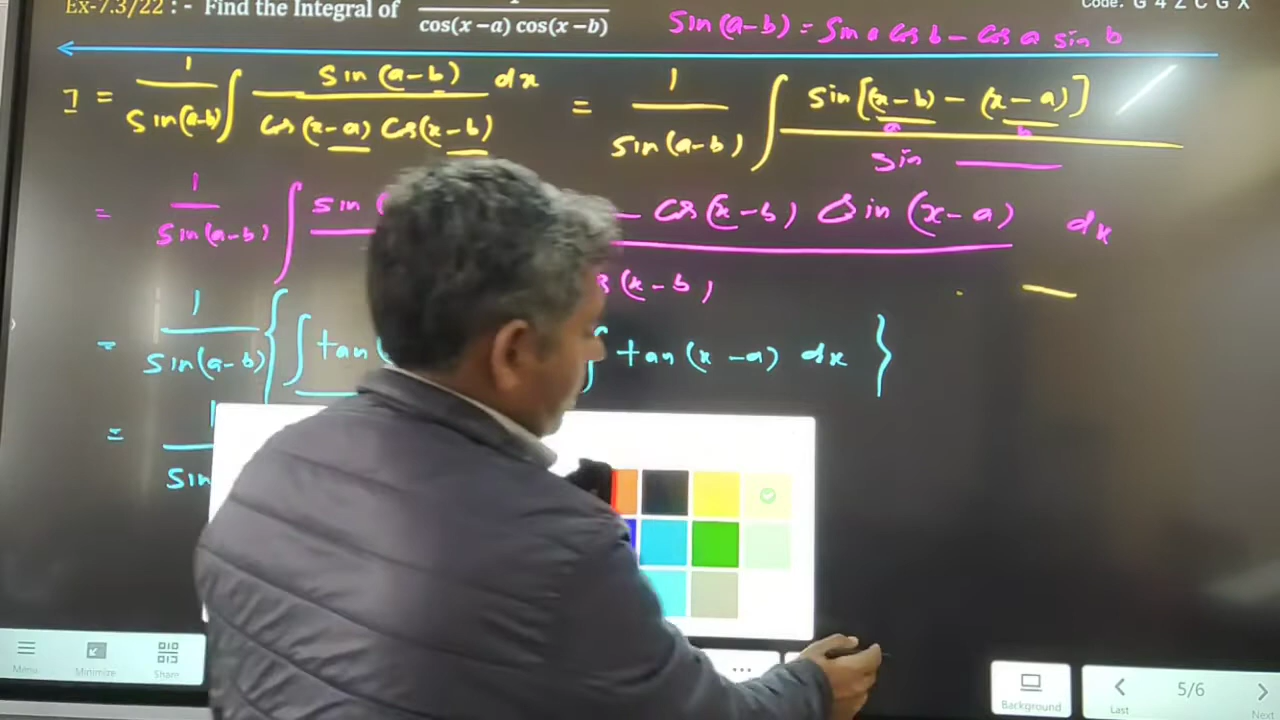 Ex-7.3/22 : - Find the Integral of 1/cos(x−a) cos(x−b)
Code: G 4 Z C G X
Sin (a-b) = Sin a Cos b - Cos a sin b
I = 1/Sin(a-b) ∫ Sin (a-b)/Cos(x-a) Cos(x-b) dx = 1/Sin(a-b) ∫ Sin[(x-b) - (x-a)]/Sin
a b
= 1/Sin(a-b) ∫ Sin ( - Cos(x-b) Sin (x-a)/(x-b) dx
= 1/Sin(a-b) { ∫ tan ( ∫ tan (x-a) dx }
= 1/Sin
Menu
Minimize
Share
Background
Last
5/6
Next